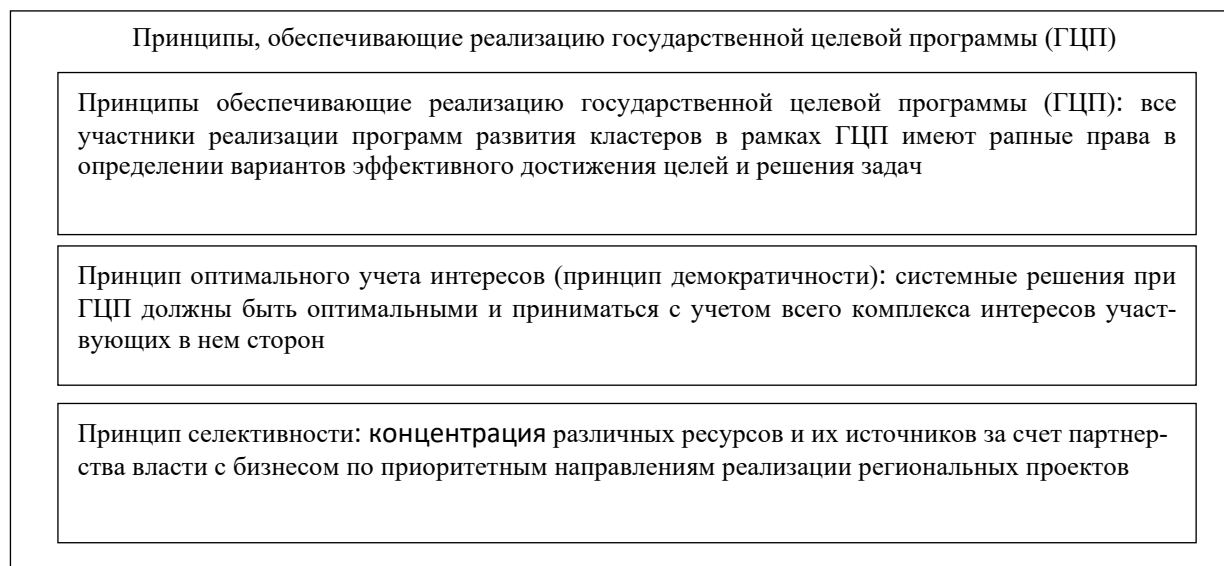 Принципы, обеспечивающие реализацию государственной целевой программы (ГЦП)
Принципы обеспечивающие реализацию государственной целевой программы (ГЦП): все
участники реализации программ развития кластеров в рамках ГЦП имеют рапные права в
определении вариантов эффективного достижения целей и решения задач
Принцип оптимального учета интересов (принцип демократичности): системные решения при
ГЦП должны быть оптимальными и приниматься с учетом всего комплекса интересов участ-
вующих в нем сторон
Принцип селективности: концентрация различных ресурсов и их источников за счет партнер-
ства власти с бизнесом по приоритетным направлениям реализации региональных проектов